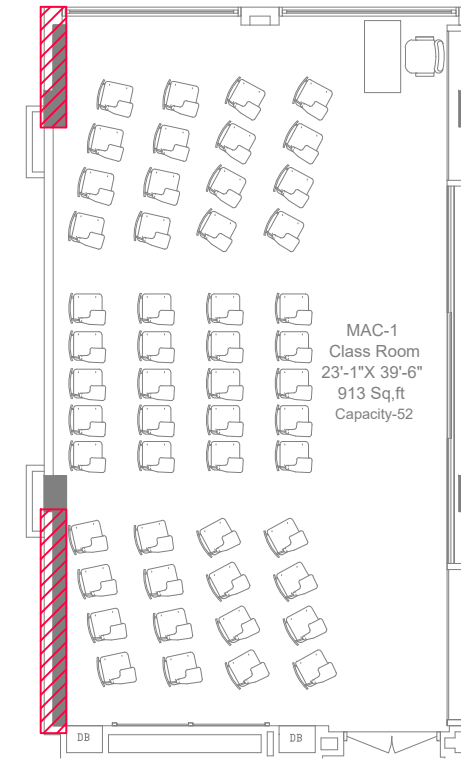 MAC-1
Class Room
23'-1"X 39'-6"
913 Sq,ft
Capacity-52
DB
DB